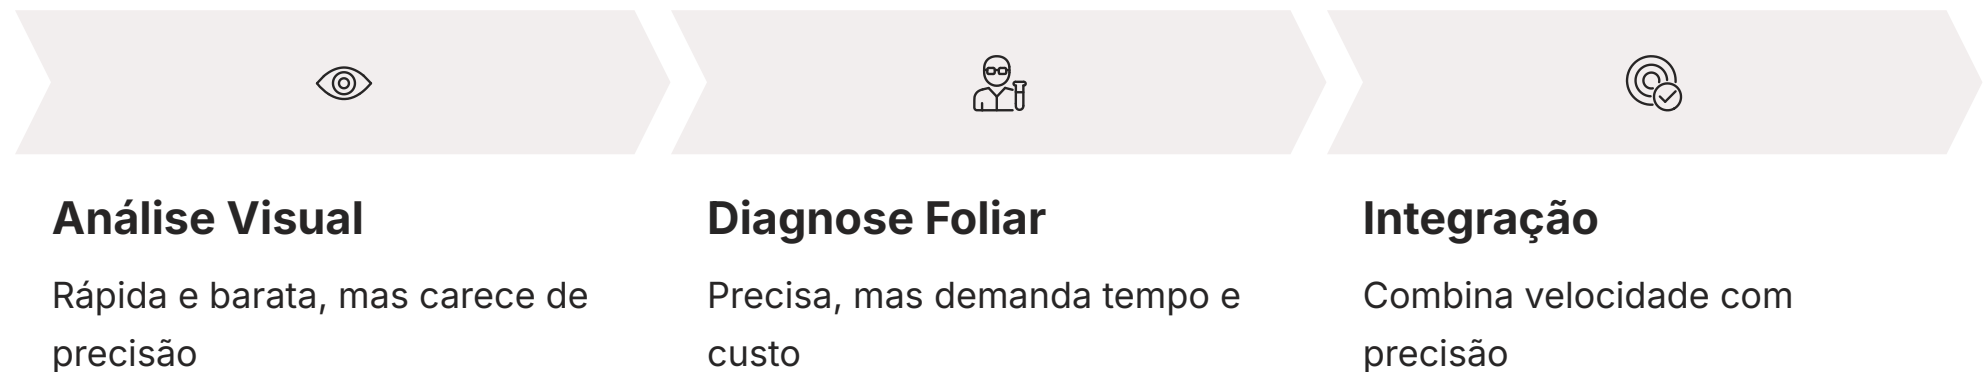 Análise Visual
Rápida e barata, mas carece de
precisão
Diagnose Foliar
Precisa, mas demanda tempo e
custo
Integração
Combina velocidade com
precisão